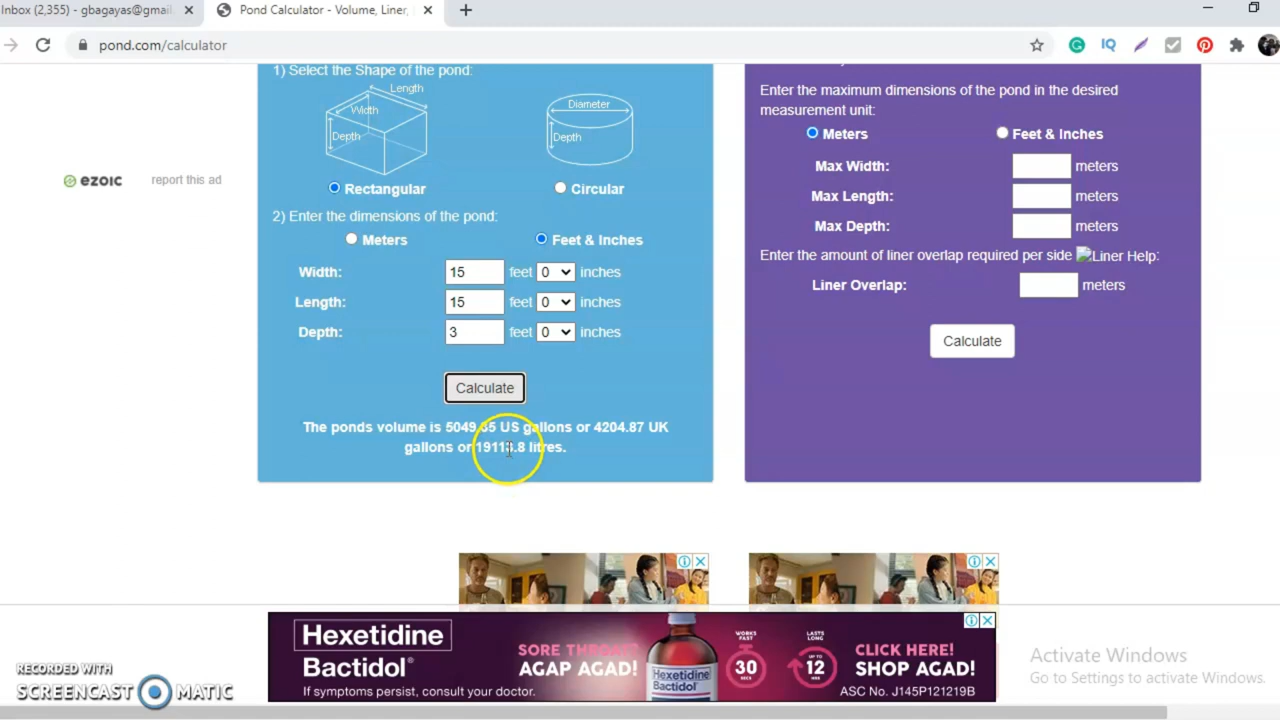 Inbox (2,355) - gbagayas@gmail.
Pond Calculator - Volume, Liner,
pond.com/calculator
1) Select the Shape of the pond:
Length
Width
Depth
Diameter
Depth
Rectangular
Circular
2) Enter the dimensions of the pond:
Meters
Feet & Inches
Width: 15 feet 0 inches
Length: 15 feet 0 inches
Depth: 3 feet 0 inches
Calculate
The ponds volume is 5049.35 US gallons or 4204.87 UK
gallons or litres.
Enter the maximum dimensions of the pond in the desired
measurement unit:
Meters
Feet & Inches
Max Width: meters
Max Length: meters
Max Depth: meters
Enter the amount of liner overlap required per side Liner Help:
Liner Overlap: meters
Calculate
EZOIC
report this ad
Hexetidine
Bactidol®
If symptoms persist, consult your doctor.
SORE THROAT?
AGAP AGAD!
Hexetidine
Bactidol
WORKS
FAST
30
SECS
LASTS
LONG
UP TO
12
HRS
CLICK HERE!
SHOP AGAD!
ASC No. J145P121219B
Activate Windows
Go to Settings to activate Windows.
RECORDED WITH
SCREENCAST MATIC